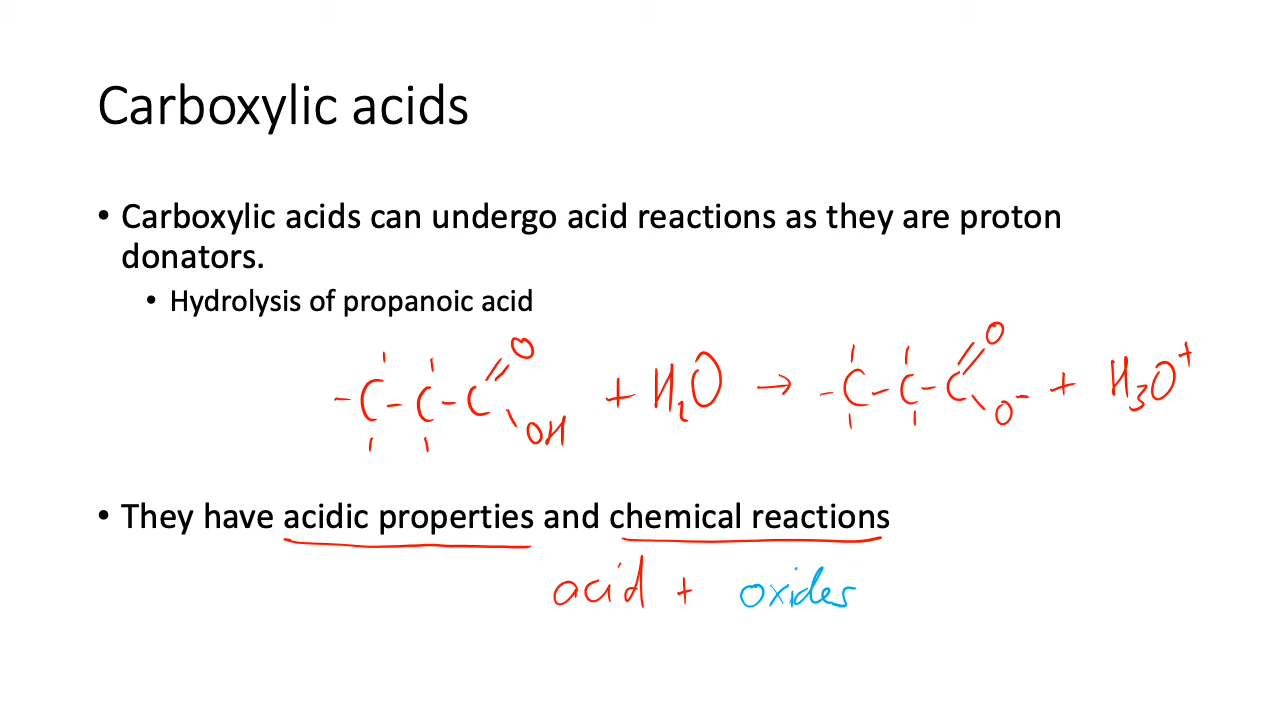 Carboxylic acids
• Carboxylic acids can undergo acid reactions as they are proton
donators.
• Hydrolysis of propanoic acid
-C-C-C=O OH + H₂O → -C-C-C=O O⁻ + H₃O⁺
• They have acidic properties and chemical reactions
acid + oxides